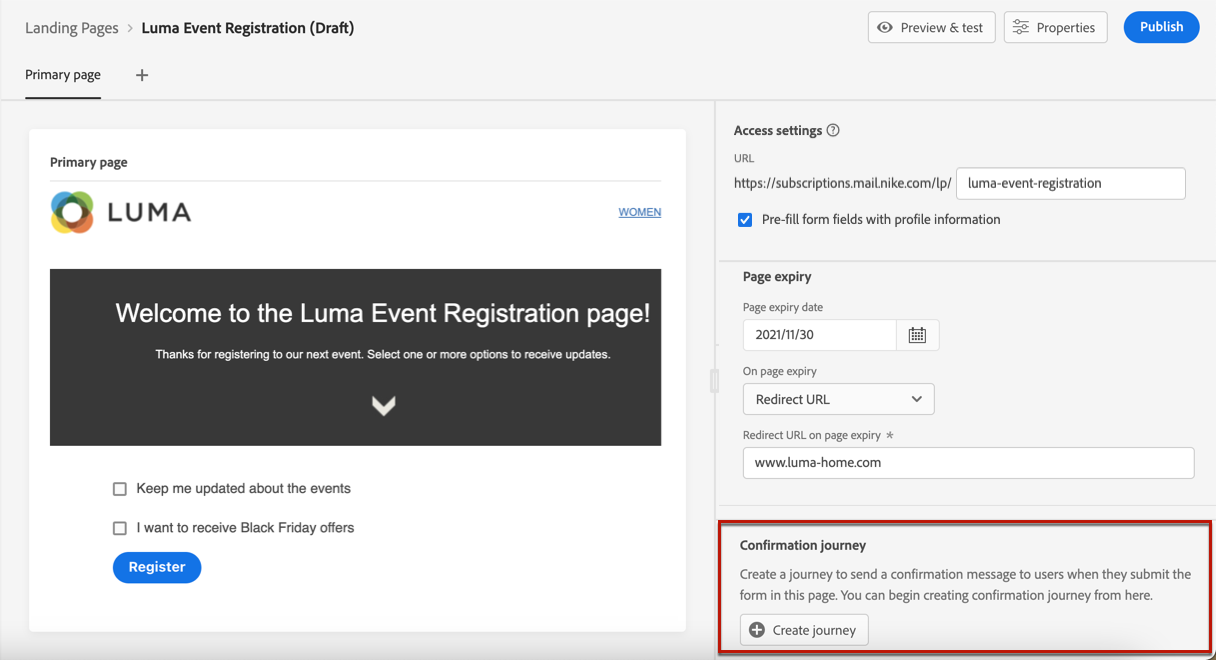 Landing Pages > Luma Event Registration (Draft)
Preview & test
Properties
Publish
Primary page
+
Primary page
LUMA
WOMEN
Welcome to the Luma Event Registration page!
Thanks for registering to our next event. Select one or more options to receive updates.
Keep me updated about the events
I want to receive Black Friday offers
Register
Access settings ?
URL
https://subscriptions.mail.nike.com/lp/ luma-event-registration
Pre-fill form fields with profile information
Page expiry
Page expiry date
2021/11/30
On page expiry
Redirect URL
Redirect URL on page expiry *
www.luma-home.com
Confirmation journey
Create a journey to send a confirmation message to users when they submit the
form in this page. You can begin creating confirmation journey from here.
Create journey